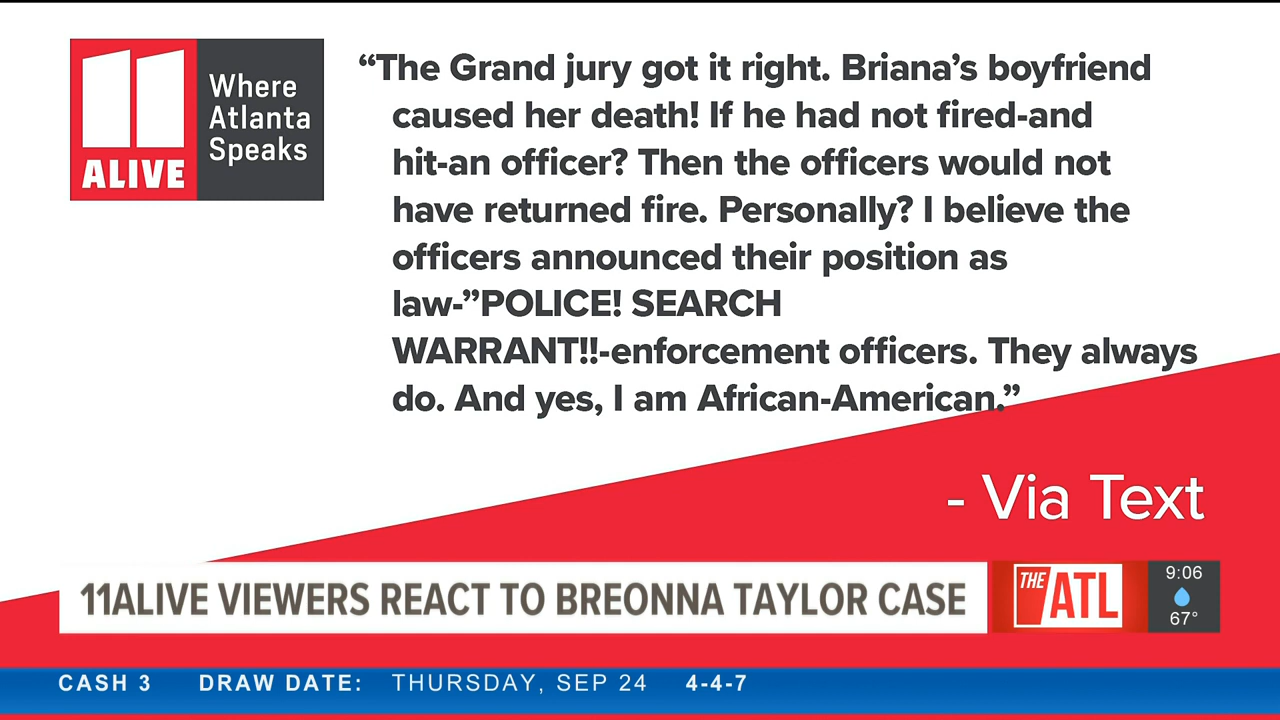 11
ALIVE
Where
Atlanta
Speaks
“The Grand jury got it right. Briana’s boyfriend
caused her death! If he had not fired-and
hit-an officer? Then the officers would not
have returned fire. Personally? I believe the
officers announced their position as
law-”POLICE! SEARCH
WARRANT!!-enforcement officers. They always
do. And yes, I am African-American.”
- Via Text
11ALIVE VIEWERS REACT TO BREONNA TAYLOR CASE
THE ATL
9:06
67°
CASH 3 DRAW DATE: THURSDAY, SEP 24 4-4-7